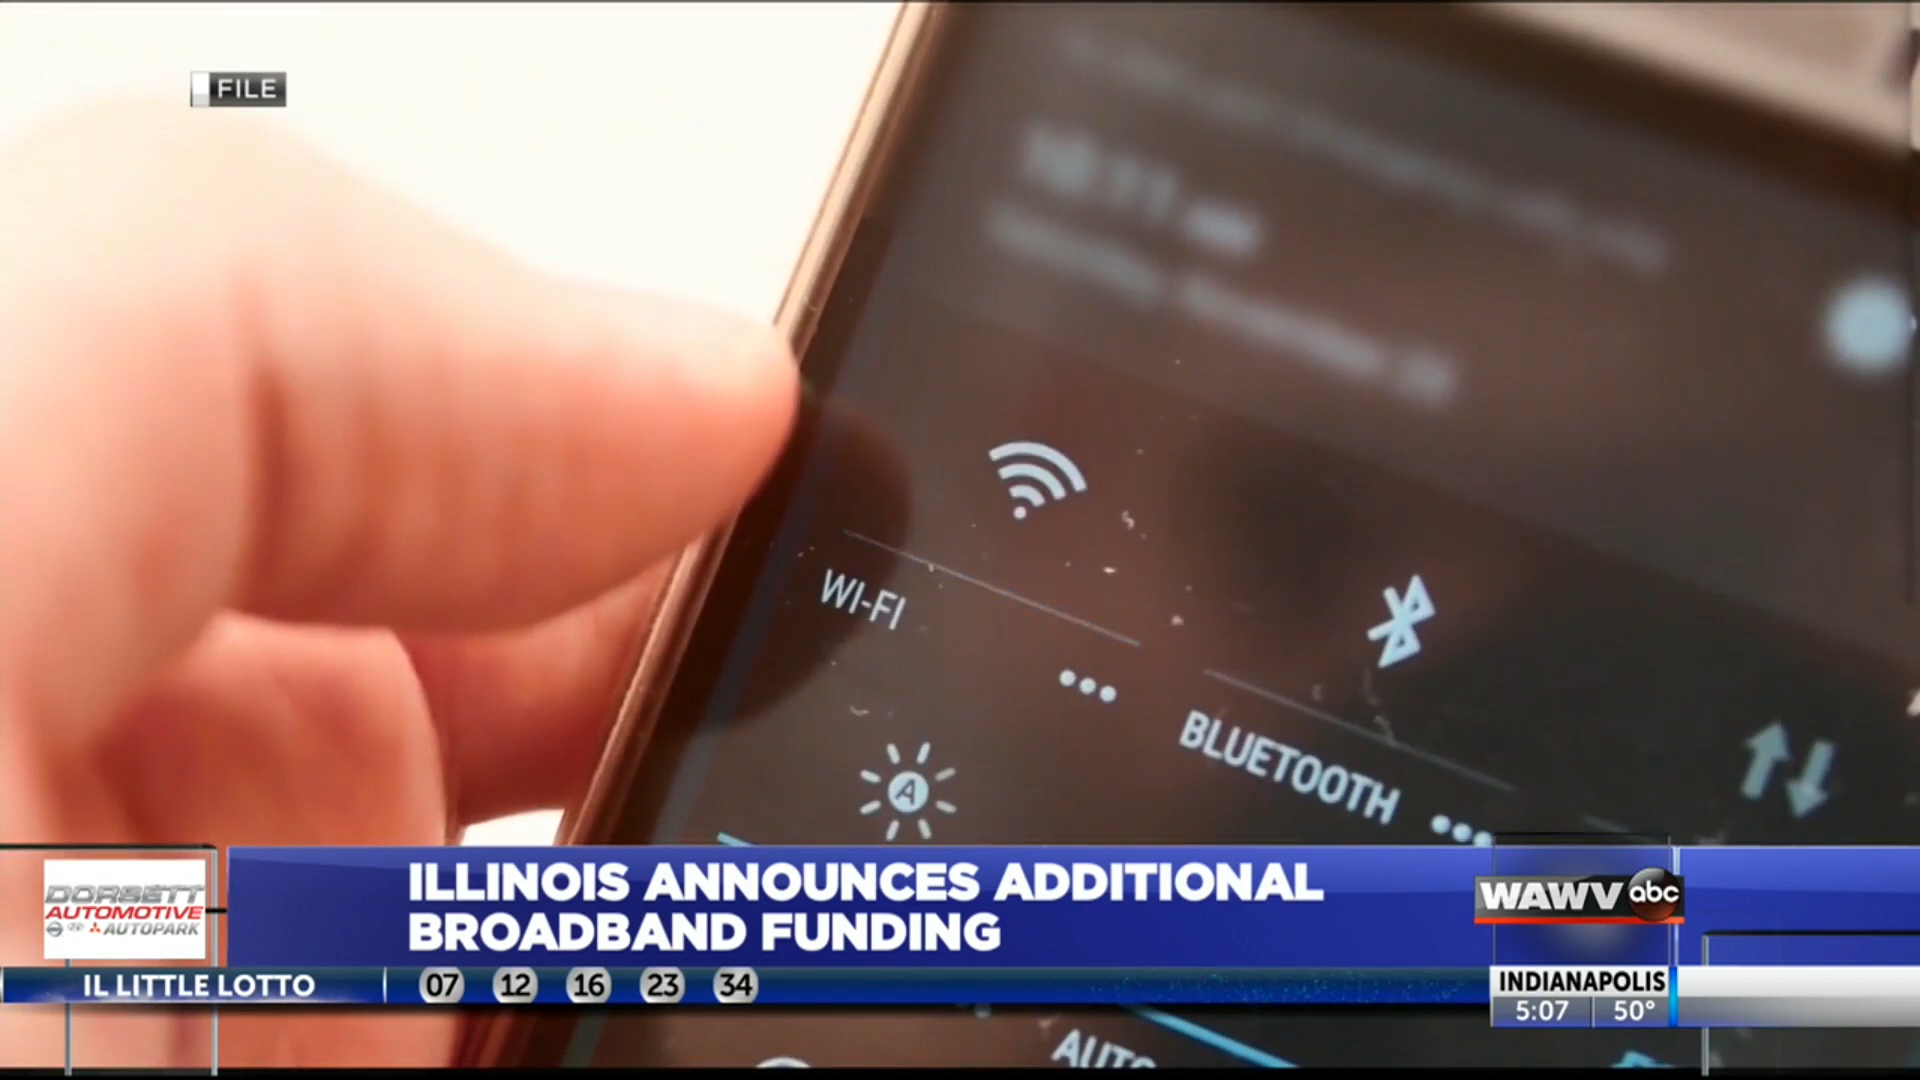 FILE
WI-FI
BLUETOOTH
A
ILLINOIS ANNOUNCES ADDITIONAL
BROADBAND FUNDING
DORSETT
AUTOMOTIVE
AUTOPARK
WAWV abc
IL LITTLE LOTTO 07 12 16 23 34
INDIANAPOLIS
5:07 50°
AUTO